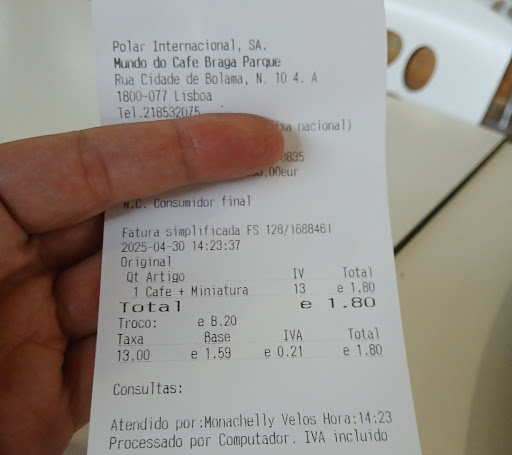 Polar Internacional, SA.
Mundo do Cafe Braga Parque
Rua Cidade de Bolama, N. 10 4. A
1800-077 Lisboa
Tel.218532075
nacional)
8835
,00eur
N.C. Consumidor final
Fatura simplificada FS 128/1688461
2025-04-30 14:23:37
Original
Qt Artigo IV Total
1 Cafe + Miniatura 13 e 1.80
Total e 1.80
Troco: e 8.20
Taxa Base IVA Total
13,00 e 1.59 e 0.21 e 1.80
Consultas:
Atendido por:Monachelly Velos Hora:14:23
Processado por Computador. IVA incluido